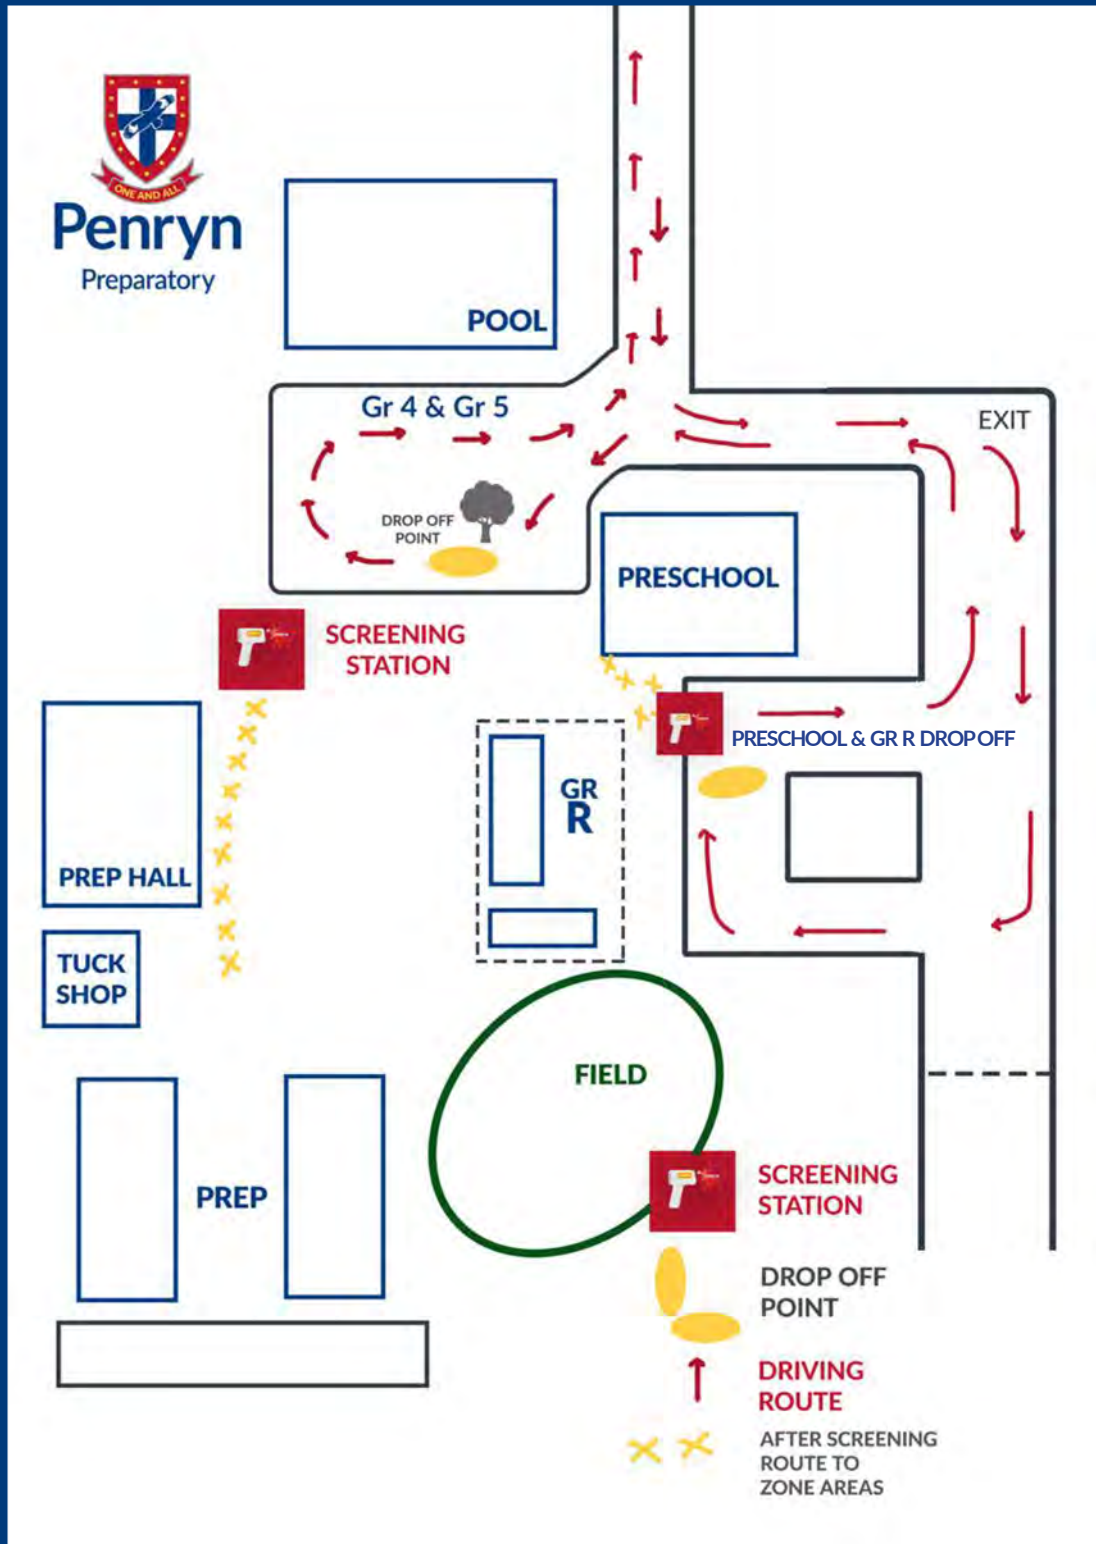 ONE AND ALL
Penryn
Preparatory
POOL
Gr 4 & Gr 5
EXIT
DROP OFF
POINT
PRESCHOOL
SCREENING
STATION
PRESCHOOL & GR R DROP OFF
GR
R
PREP HALL
TUCK
SHOP
FIELD
PREP
SCREENING
STATION
DROP OFF
POINT
DRIVING
ROUTE
AFTER SCREENING
ROUTE TO
ZONE AREAS